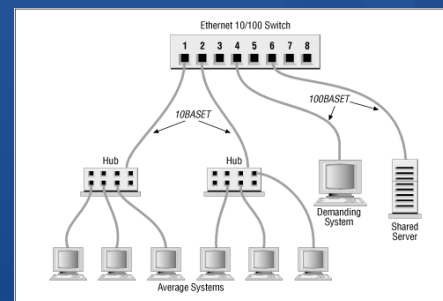 Ethernet 10/100 Switch
1 2 3 4 5 6 7 8
10BASET
100BASET
Hub
Hub
Demanding
System
Shared
Server
Average Systems